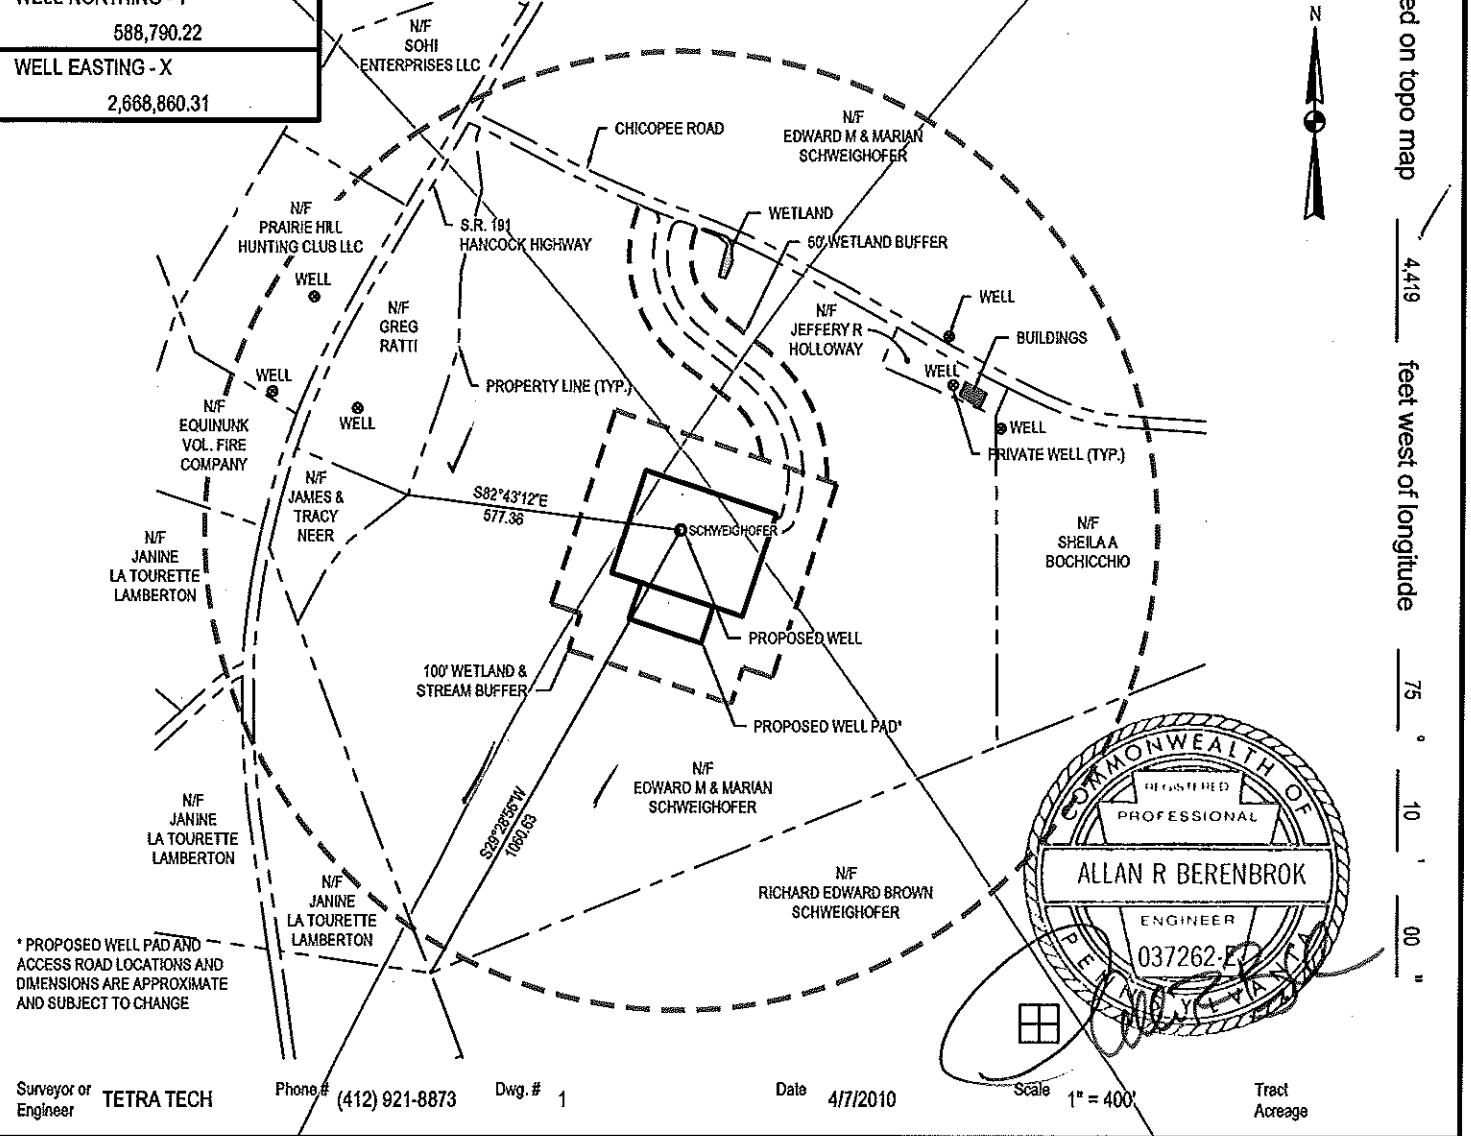 WELL NORTHING - Y
588,790.22
WELL EASTING - X
2,668,860.31
N/F
SOHI
ENTERPRISES LLC
CHICOPEE ROAD
N/F
EDWARD M & MARIAN
SCHWEIGHOFER
N
N/F
PRAIRIE HILL
HUNTING CLUB LLC
WELL
S.R. 191
HANCOCK HIGHWAY
WETLAND
50' WETLAND BUFFER
N/F
GREG
RATTI
N/F
JEFFERY R
HOLLOWAY
WELL
BUILDINGS
WELL
WELL
PROPERTY LINE (TYP.)
WELL
N/F
EQUINUNK
VOL. FIRE
COMPANY
WELL
PRIVATE WELL (TYP.)
N/F
JAMES &
TRACY
NEER
S82°43'12"E
577.36
SCHWEIGHOFER
N/F
SHEILA A
BOCHICCHIO
N/F
JANINE
LA TOURETTE
LAMBERTON
PROPOSED WELL
100' WETLAND &
STREAM BUFFER
PROPOSED WELL PAD*
N/F
EDWARD M & MARIAN
SCHWEIGHOFER
S29°28'56"W
1060.63
N/F
JANINE
LA TOURETTE
LAMBERTON
N/F
JANINE
LA TOURETTE
LAMBERTON
N/F
RICHARD EDWARD BROWN
SCHWEIGHOFER
* PROPOSED WELL PAD AND
ACCESS ROAD LOCATIONS AND
DIMENSIONS ARE APPROXIMATE
AND SUBJECT TO CHANGE
COMMONWEALTH OF
REGISTERED
PROFESSIONAL
ALLAN R BERENBROK
ENGINEER
037262-E
PENNSYLVANIA
ed on topo map 4,419 feet west of longitude 75 ° 10 ' 00 "
Surveyor or
Engineer TETRA TECH Phone # (412) 921-8873 Dwg. # 1 Date 4/7/2010 Scale 1" = 400' Tract
Acreage